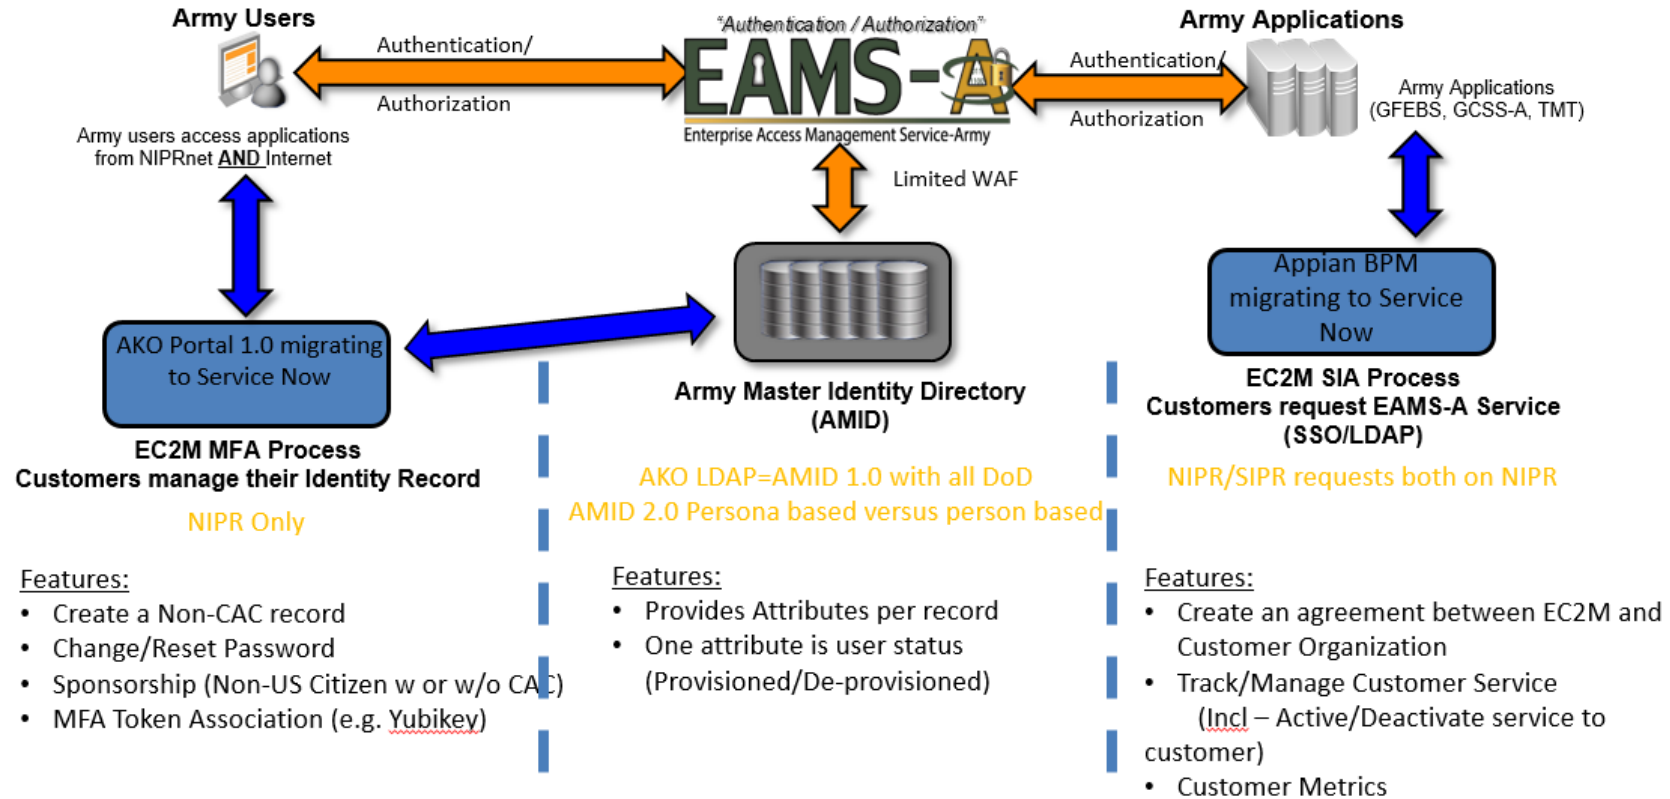 Army Users
Authentication/
Authorization
Army users access applications
from NIPRnet AND Internet
"Authentication / Authorization"
EAMS-A
Enterprise Access Management Service-Army
Limited WAF
Army Applications
Authentication/
Authorization
Army Applications
(GFEBS, GCSS-A, TMT)
AKO Portal 1.0 migrating
to Service Now
EC2M MFA Process
Customers manage their Identity Record
NIPR Only
Features:
• Create a Non-CAC record
• Change/Reset Password
• Sponsorship (Non-US Citizen w or w/o CAC)
• MFA Token Association (e.g. Yubikey)
Army Master Identity Directory
(AMID)
AKO LDAP=AMID 1.0 with all DoD
AMID 2.0 Persona based versus person based
Features:
• Provides Attributes per record
• One attribute is user status
(Provisioned/De-provisioned)
Appian BPM
migrating to Service
Now
EC2M SIA Process
Customers request EAMS-A Service
(SSO/LDAP)
NIPR/SIPR requests both on NIPR
Features:
• Create an agreement between EC2M and
Customer Organization
• Track/Manage Customer Service
(Incl – Active/Deactivate service to
customer)
• Customer Metrics